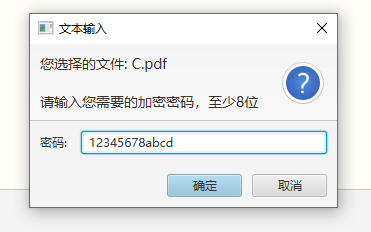 文本输入
您选择的文件: C.pdf
请输入您需要的加密密码，至少8位
密码: 12345678abcd
确定 取消